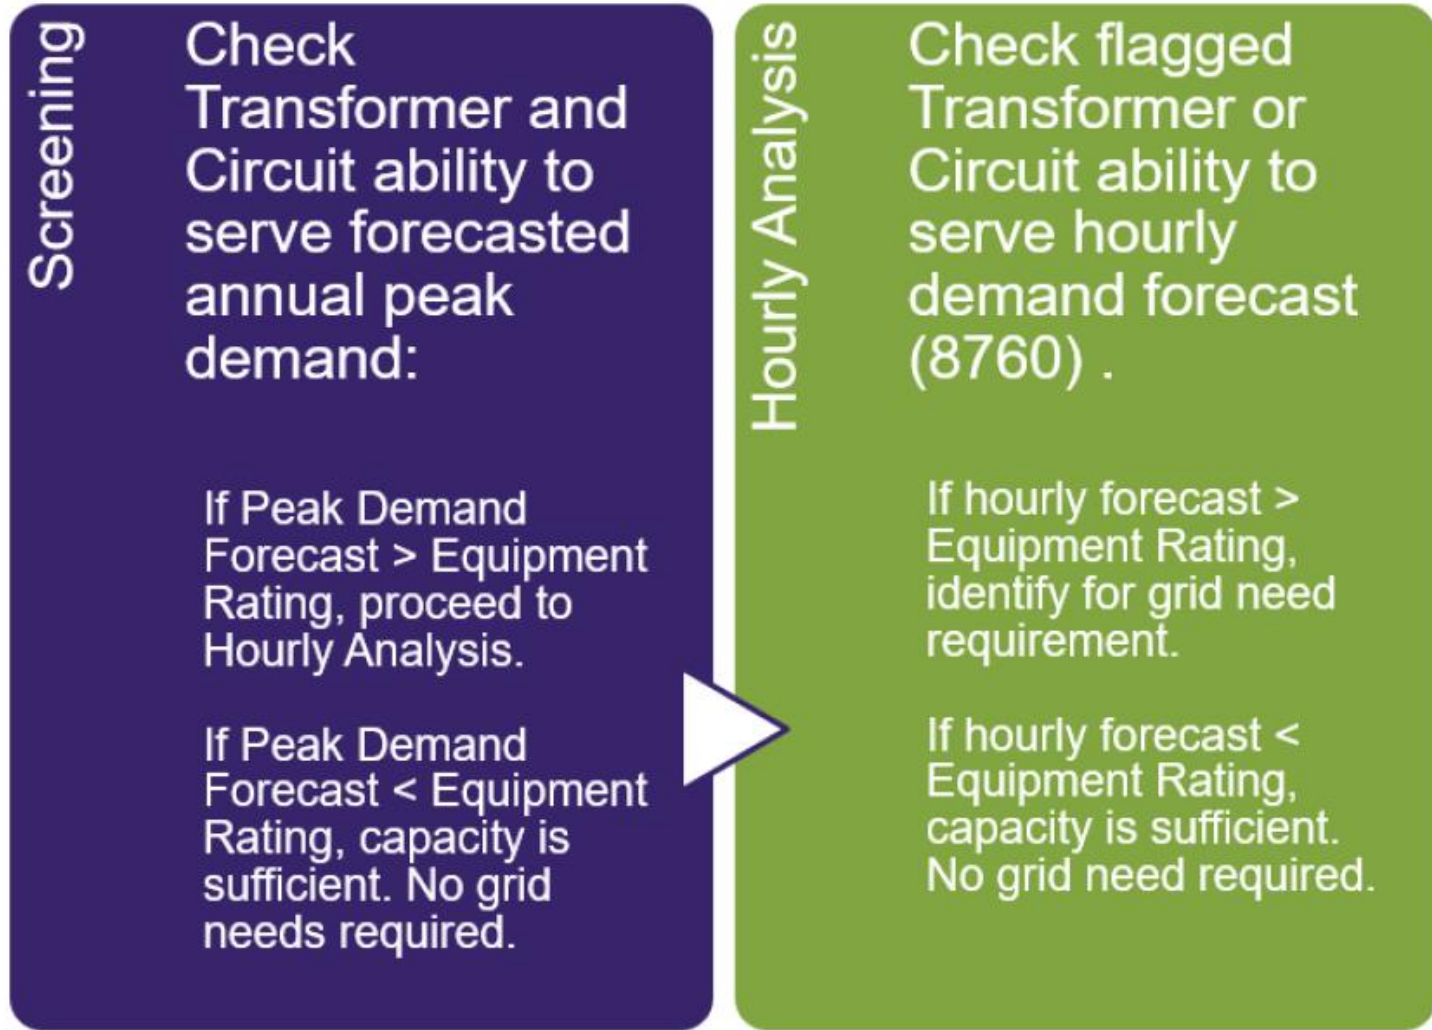 Screening
Check
Transformer and
Circuit ability to
serve forecasted
annual peak
demand:
If Peak Demand
Forecast > Equipment
Rating, proceed to
Hourly Analysis.
If Peak Demand
Forecast < Equipment
Rating, capacity is
sufficient. No grid
needs required.
Hourly Analysis
Check flagged
Transformer or
Circuit ability to
serve hourly
demand forecast
(8760) .
If hourly forecast >
Equipment Rating,
identify for grid need
requirement.
If hourly forecast <
Equipment Rating,
capacity is sufficient.
No grid need required.